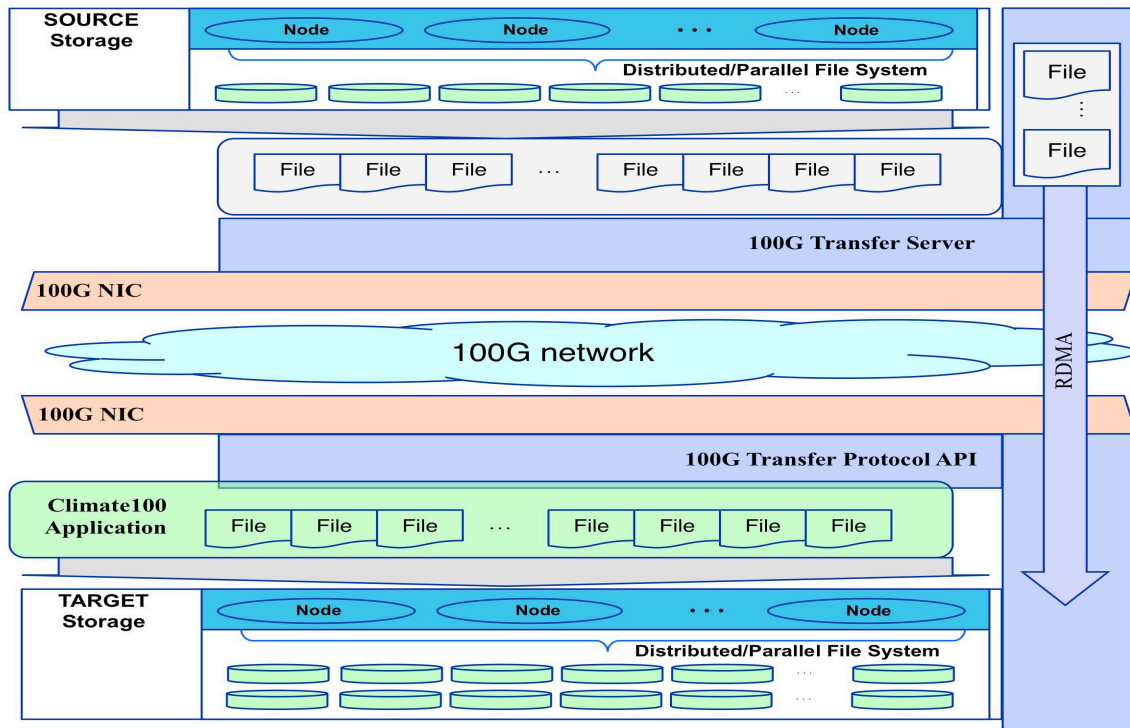 SOURCE
Storage
Node Node ... Node
Distributed/Parallel File System
...
File
...
File
File File File ... File File File File
100G Transfer Server
100G NIC
100G network
RDMA
100G NIC
100G Transfer Protocol API
Climate100
Application
File File File ... File File File File
TARGET
Storage
Node Node ... Node
Distributed/Parallel File System
...
...